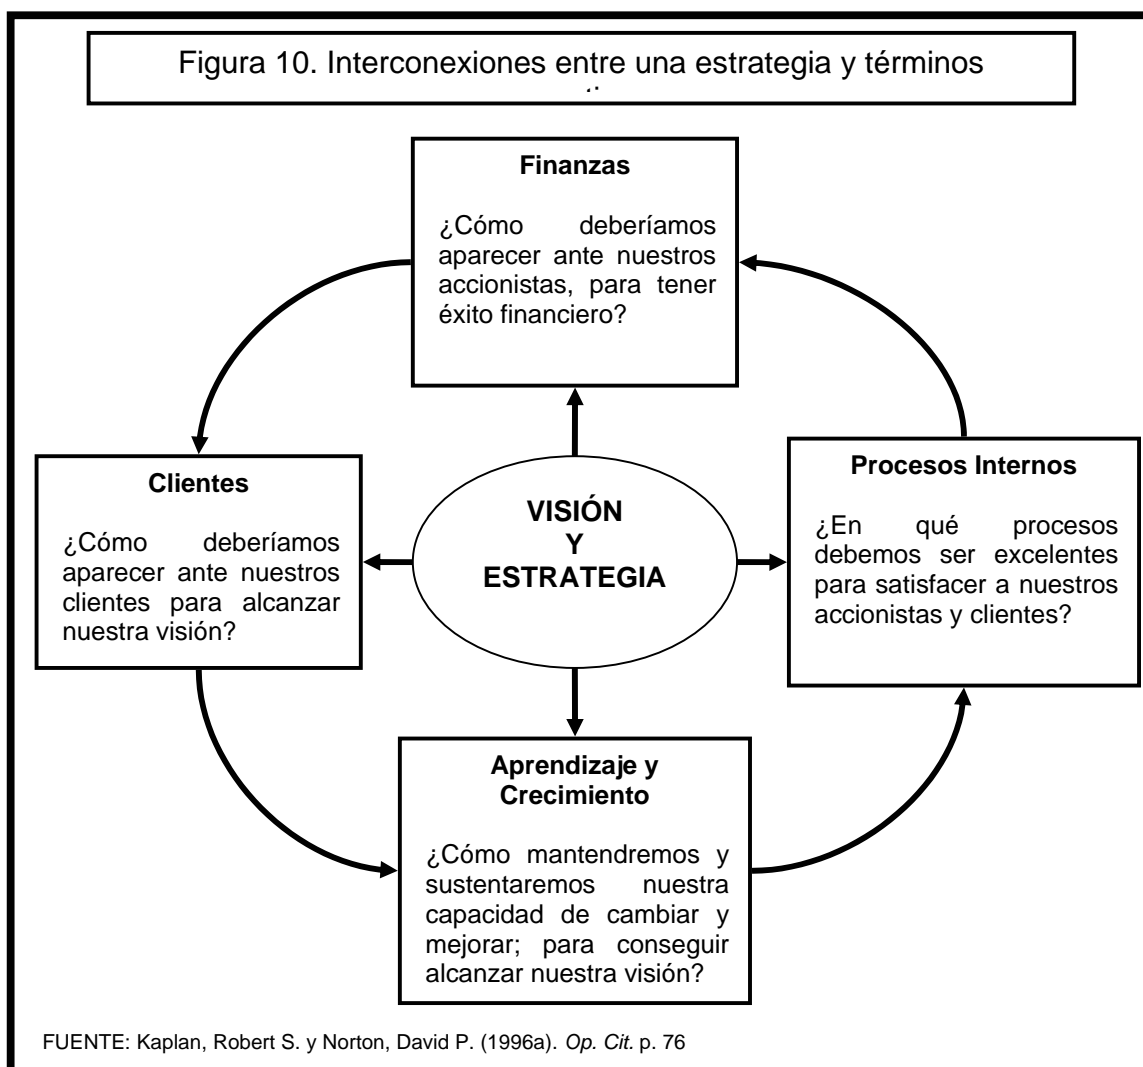 Figura 10. Interconexiones entre una estrategia y términos
Finanzas
¿Cómo deberíamos
aparecer ante nuestros
accionistas, para tener
éxito financiero?
Clientes
¿Cómo deberíamos
aparecer ante nuestros
clientes para alcanzar
nuestra visión?
VISIÓN
Y
ESTRATEGIA
Procesos Internos
¿En qué procesos
debemos ser excelentes
para satisfacer a nuestros
accionistas y clientes?
Aprendizaje y
Crecimiento
¿Cómo mantendremos y
sustentaremos nuestra
capacidad de cambiar y
mejorar; para conseguir
alcanzar nuestra visión?
FUENTE: Kaplan, Robert S. y Norton, David P. (1996a). Op. Cit. p. 76